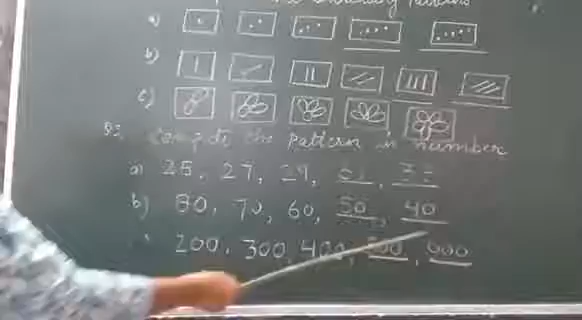 a)
b)
c)
Q2. Complete the pattern in number
a) 25, 27, 29, 31, 33
b) 80, 70, 60, 50, 40
200, 300, 400, 500, 600